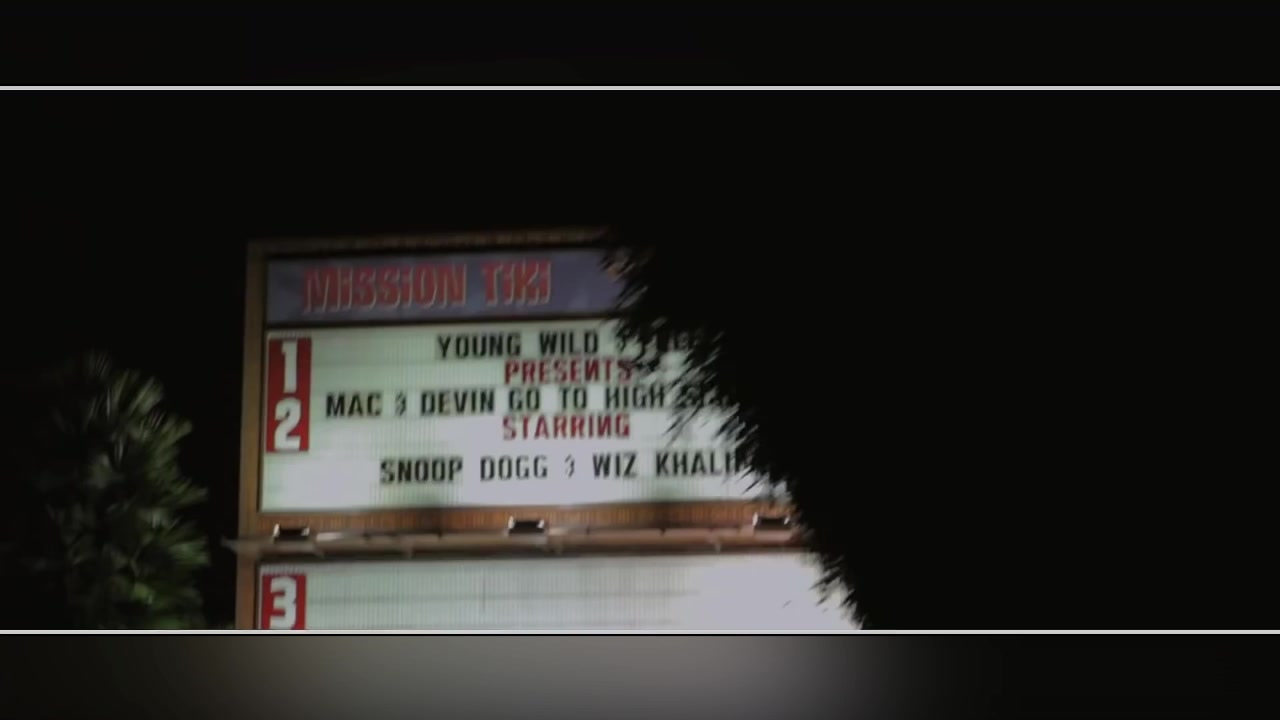 MiSSiON TiKi
1
YOUNG WILD &
PRESENTS
2
MAC & DEVIN GO TO HIGH
STARRING
SNOOP DOGG & WIZ
3